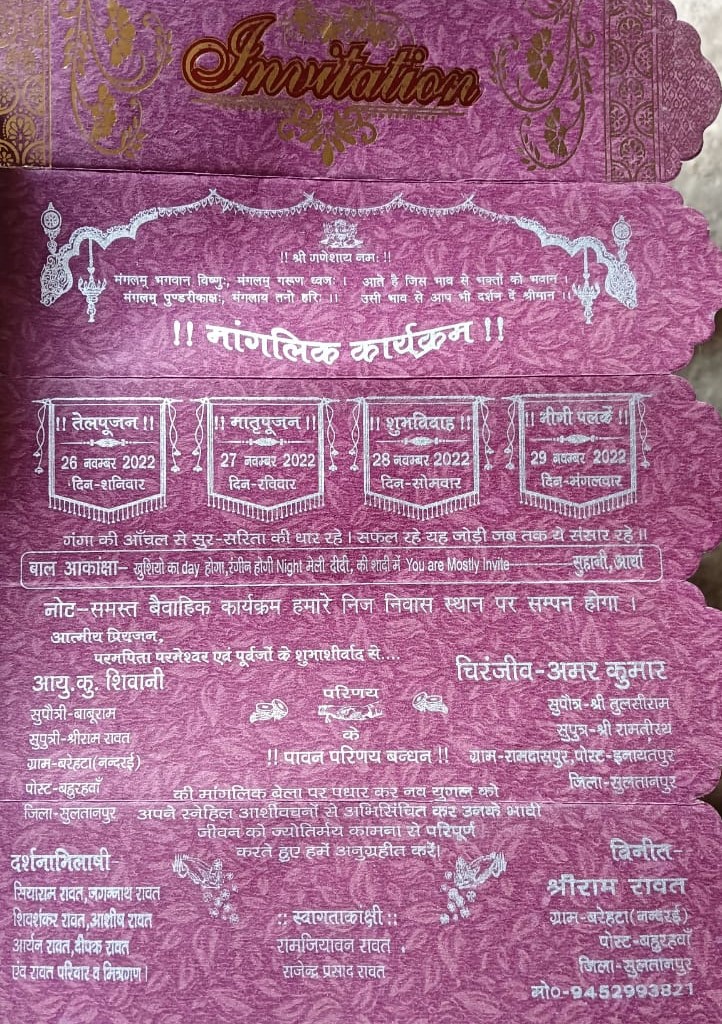 Invitation
!! श्री गणेशाय नमः !!
मंगलम् भगवान विष्णुः, मंगलम् गरूण ध्वजः । आते है जिस भाव से भक्तों की भवान ।
मंगलम् पुण्डरीकाक्षः, मंगलाय तनो हरिः ।। उसी भाव से आप भी दर्शन दें श्रीमान ।।
!! मांगलिक कार्यक्रम !!
!! तेलपूजन !! !! मातृपूजन !! !! शुभविवाह !! !! भीनी पलकें !!
26 नवम्बर 2022 27 नवम्बर 2022 28 नवम्बर 2022 29 नवम्बर 2022
दिन-शनिवार दिन-रविवार दिन-सोमवार दिन-मंगलवार
गंगा की आँचल से सुर-सरिता की धार रहे । सफल रहे यह जोड़ी जब तक ये संसार रहे ॥
बाल आकांक्षा- खुशियो का day होगा,रंगीन होगी Night मेली, दीदी, की शादी में You are Mostly Invite सुहानी, आर्या
नोट-समस्त बैवाहिक कार्यक्रम हमारे निज निवास स्थान पर सम्पन होगा ।
आत्मीय प्रियजन,
परमपिता परमेश्वर एवं पूर्वजों के शुभाशीर्वाद से....
आयु.कु. शिवानी
सुपौत्री-बाबूराम
सुपुत्री-श्रीराम रावत
ग्राम-बरेहटा(नन्दरई)
पोस्ट-बहुरहवाँ
जिला-सुलतानपुर
परिणय
के
!! पावन परिणय बन्धन !!
चिरंजीव-अमर कुमार
सुपौत्र-श्री तुलसीराम
सुपुत्र-श्री रामतीरथ
ग्राम-रामदासपुर,पोस्ट-इनायतपुर
जिला-सुलतानपुर
की मांगलिक बेला पर पधार कर नव युगल को
अपने स्नेहिल आशीवचनों से अभिसिंचित कर उनके भावी
जीवन की ज्योतिर्मय कामना से परिपूर्ण
करते हुए हमें अनुग्रहीत करें।
दर्शनाभिलाषी-
सियाराम रावत,जगन्नाथ रावत
शिवशंकर रावत,आशीष रावत
आर्यन रावत,दीपक रावत
एंव रावत परिवार व मित्रगण।
:: स्वागताकांक्षी ::
रामजियावन रावत
राजेन्द्र प्रसाद रावत
विनीत-
श्रीराम रावत
ग्राम-बरेहटा(नन्दरई)
पोस्ट-बहुरहवाँ
जिला-सुलतानपुर
मो०-9452993821